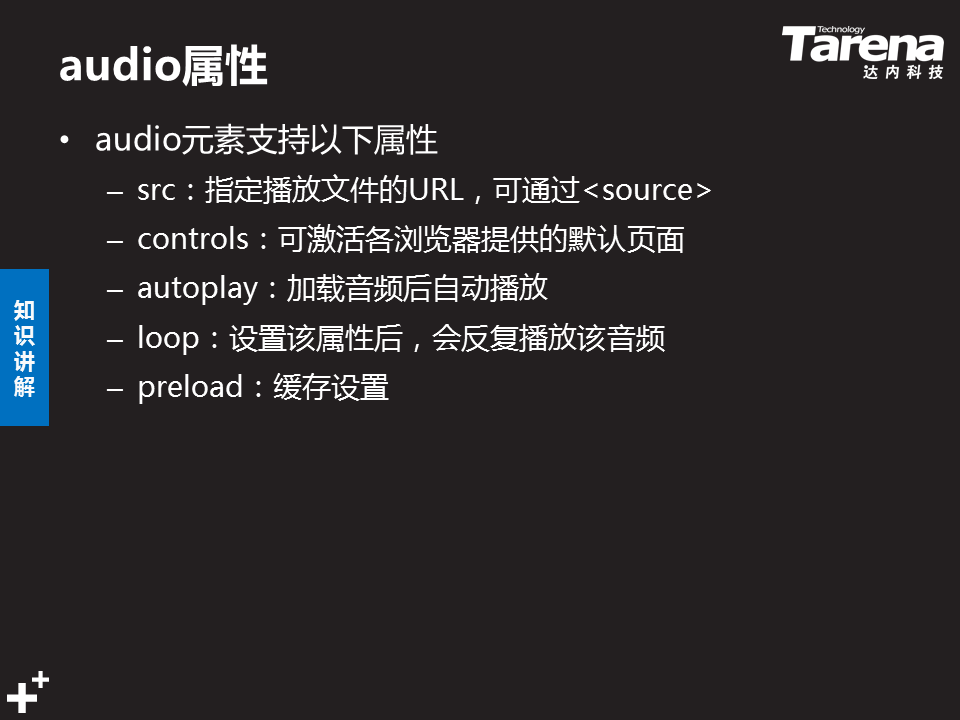 audio属性
Technology
Tarena
达内科技
• audio元素支持以下属性
– src：指定播放文件的URL，可通过<source>
– controls：可激活各浏览器提供的默认页面
– autoplay：加载音频后自动播放
– loop：设置该属性后，会反复播放该音频
– preload：缓存设置
知
识
讲
解